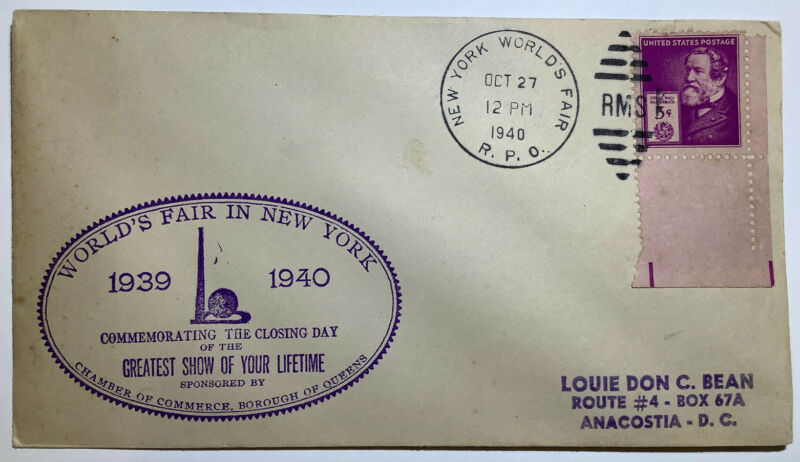 NEW YORK WORLD'S FAIR
OCT 27
12 PM
1940
R. P. O.
RMS
UNITED STATES POSTAGE
3¢
WORLD'S FAIR IN NEW YORK
1939 1940
COMMEMORATING THE CLOSING DAY
OF THE
GREATEST SHOW OF YOUR LIFETIME
SPONSORED BY
CHAMBER OF COMMERCE, BOROUGH OF QUEENS
LOUIE DON C. BEAN
ROUTE #4 - BOX 67A
ANACOSTIA - D. C.